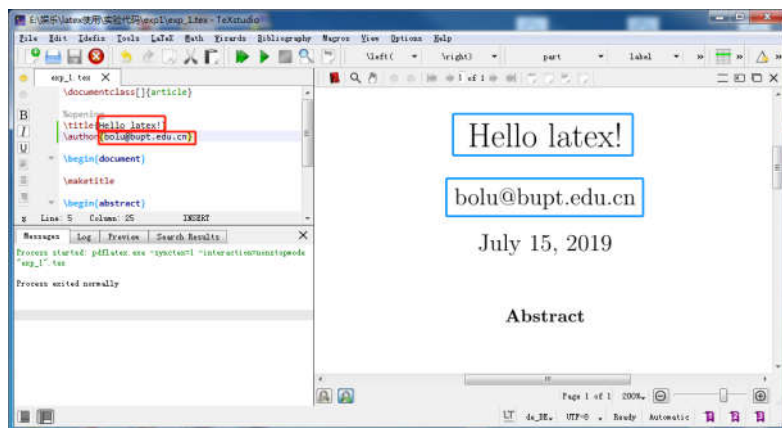 E:\娱乐\latex使用\实验代码\exp1\exp_1.tex - TeXstudio
File Edit Idefix Tools LaTeX Math Wizards Bibliography Macros View Options Help
\left( \right) part label
exp_1.tex
\documentclass[]{article}
%opening
\title{Hello latex!}
\author{bolu@bupt.edu.cn}
\begin{document}
\maketitle
\begin{abstract}
Line: 5 Column: 25 INSERT
Messages Log Preview Search Results
Process started: pdflatex.exe -synctex=1 -interaction=nonstopmode
"exp_1".tex
Process exited normally
1 of 1
Hello latex!
bolu@bupt.edu.cn
July 15, 2019
Abstract
Page 1 of 1 200%
LT de_DE UTF-8 Ready Automatic